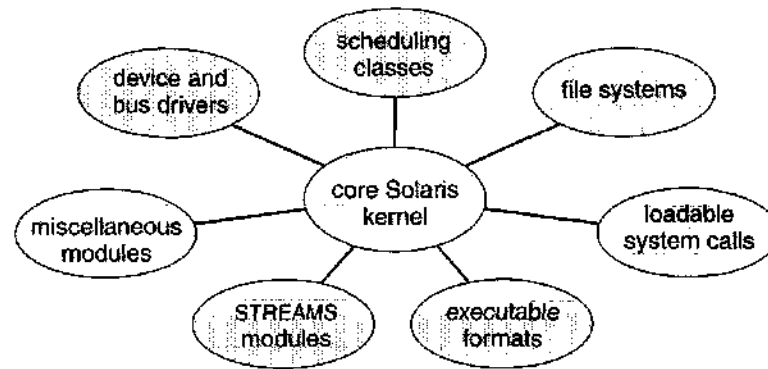 scheduling
classes
device and
bus drivers
file systems
core Solaris
kernel
miscellaneous
modules
loadable
system calls
STREAMS
modules
executable
formats